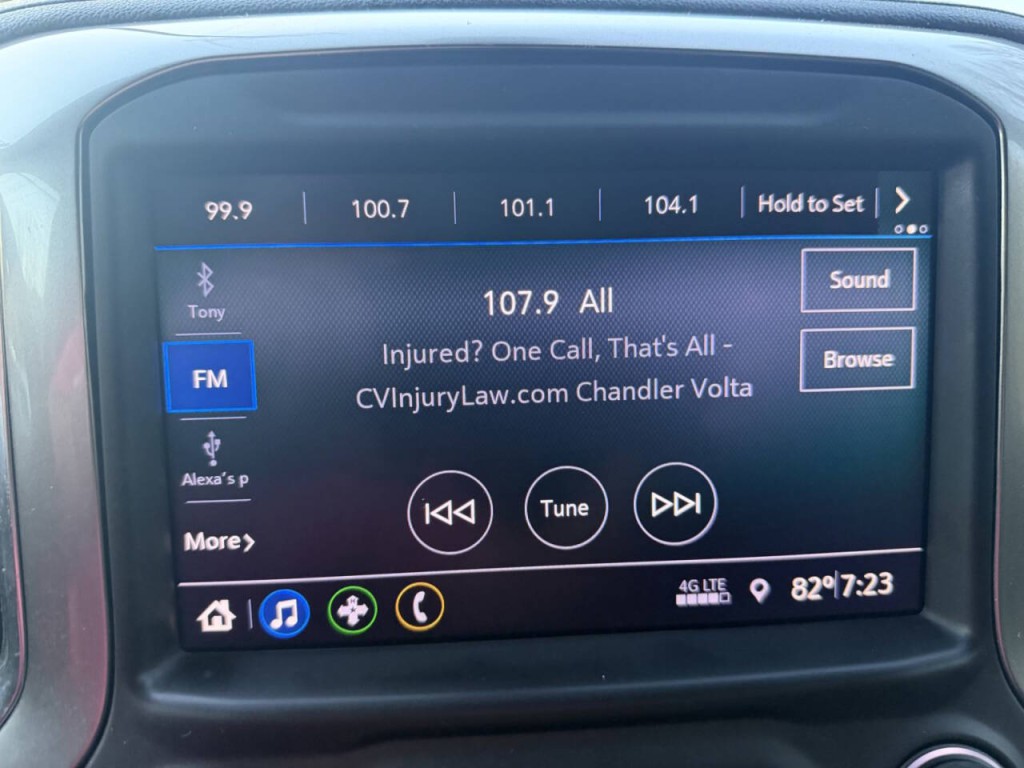 99.9 100.7 101.1 104.1 Hold to Set
Tony
FM
Alexa's p
More
107.9 All
Injured? One Call, That's All -
CVInjuryLaw.com Chandler Volta
Sound
Browse
Tune
4G LTE
82° 7:23